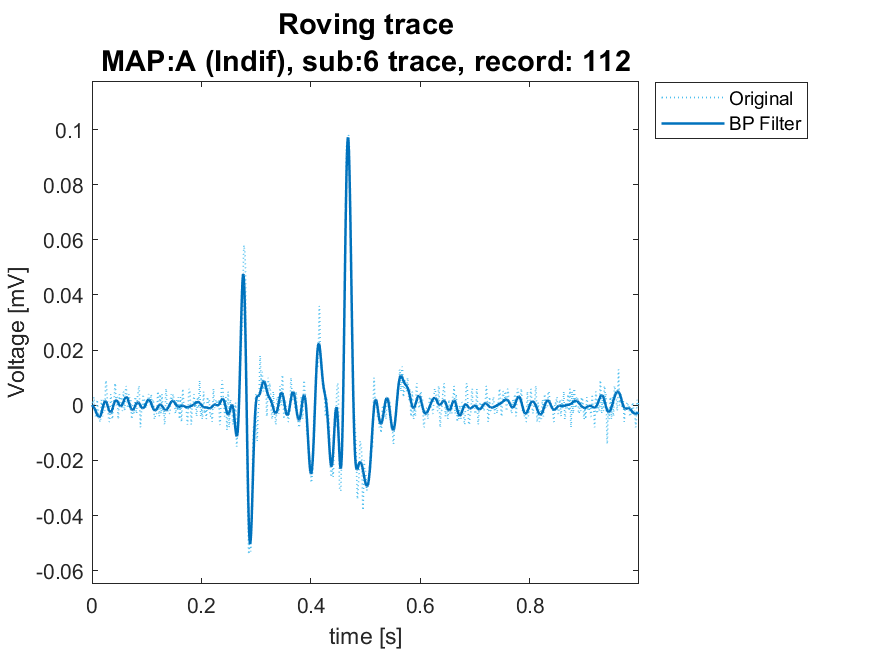 Roving trace
MAP:A (Indif), sub:6 trace, record: 112
Original
BP Filter
0.1
0.08
0.06
0.04
0.02
0
-0.02
-0.04
-0.06
Voltage [mV]
0
0.2
0.4
0.6
0.8
time [s]